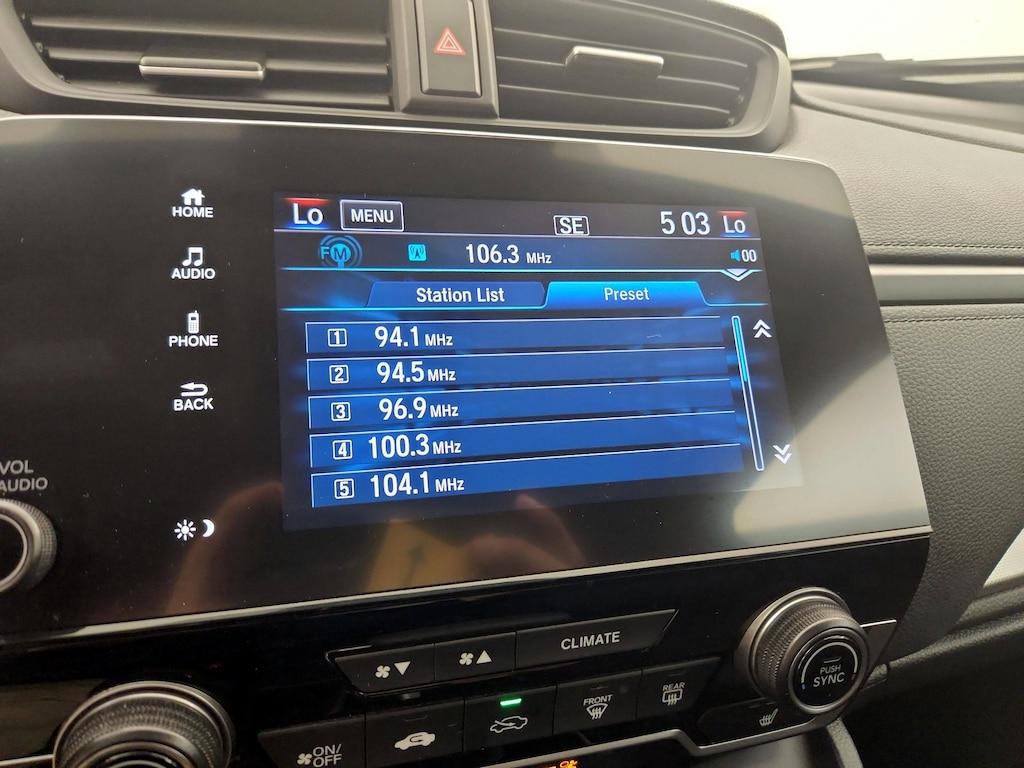 HOME
AUDIO
PHONE
BACK
VOL
AUDIO
Lo MENU SE 5 03 Lo
FM 106.3 MHz 00
Station List Preset
1 94.1 MHz
2 94.5 MHz
3 96.9 MHz
4 100.3 MHz
5 104.1 MHz
CLIMATE
PUSH
SYNC
ON/
OFF
FRONT
REAR